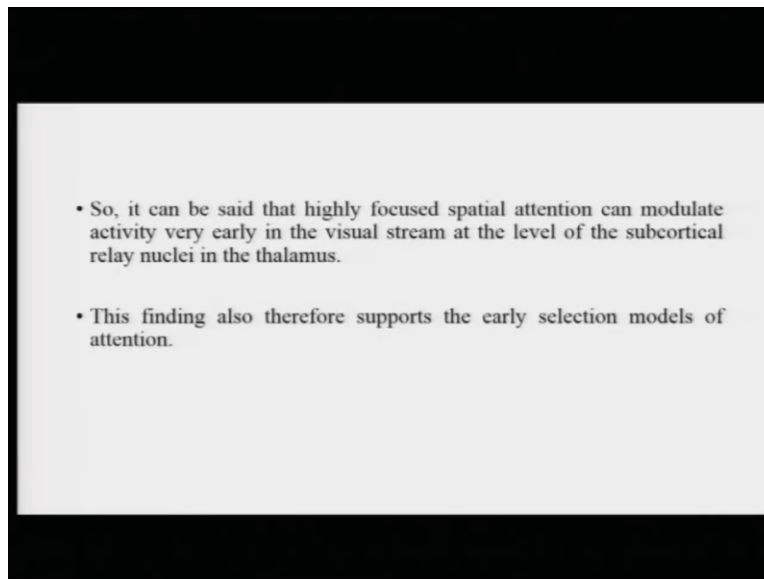 • So, it can be said that highly focused spatial attention can modulate
activity very early in the visual stream at the level of the subcortical
relay nuclei in the thalamus.
• This finding also therefore supports the early selection models of
attention.